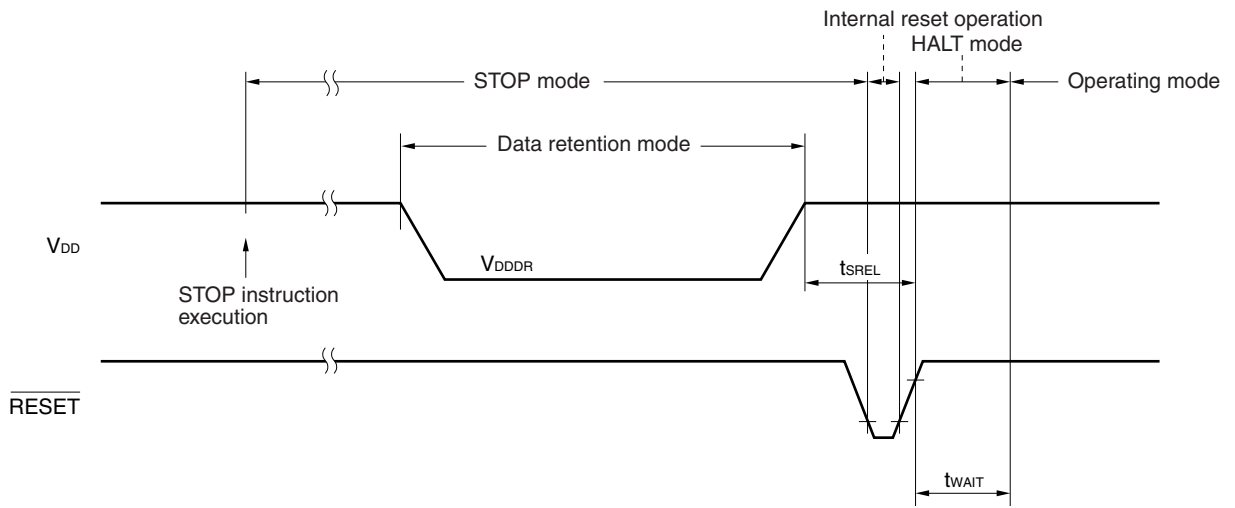 Internal reset operation
HALT mode
STOP mode
Operating mode
Data retention mode
VDD
VDDDR
tSREL
STOP instruction
execution
RESET
tWAIT